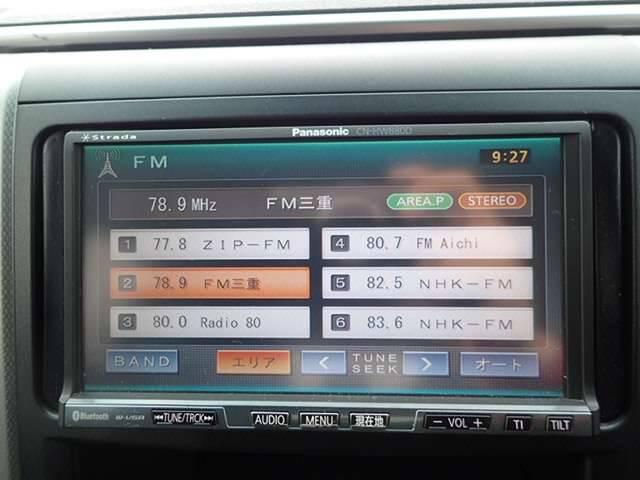 Strada Panasonic CN-HW880D
FM 9:27
78.9 MHz FM三重 AREA.P STEREO
1 77.8 ZIP-FM
2 78.9 FM三重
3 80.0 Radio 80
4 80.7 FM Aichi
5 82.5 NHK-FM
6 83.6 NHK-FM
BAND エリア < TUNE SEEK > オート
Bluetooth W-USB TUNE/TRCK AUDIO MENU 現在地 − VOL + TI TILT